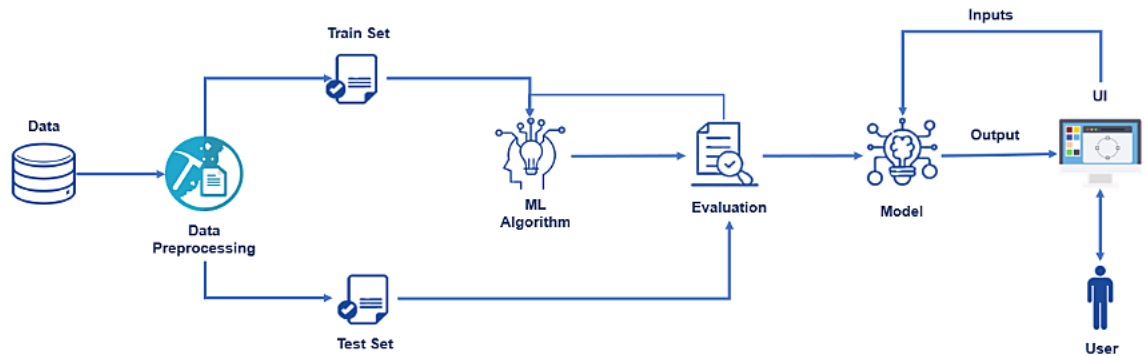 Inputs
Train Set
UI
Data
Output
ML
Algorithm
Evaluation
Model
Data
Preprocessing
Test Set
User